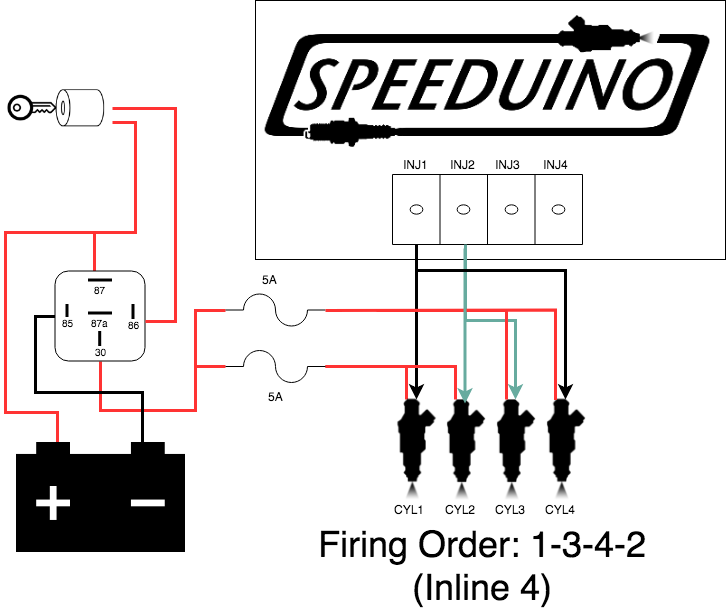 SPEEDUINO
INJ1 INJ2 INJ3 INJ4
87
85 87a 86
30
5A
5A
+ −
CYL1 CYL2 CYL3 CYL4
Firing Order: 1-3-4-2
(Inline 4)